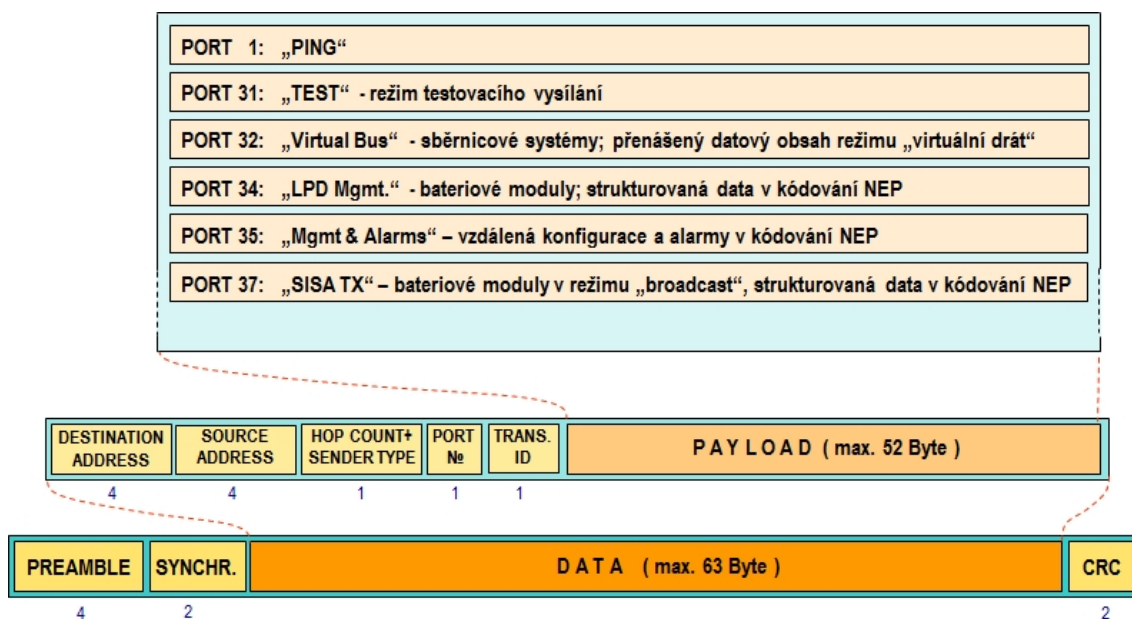 PORT 1: „PING“
PORT 31: „TEST“ - režim testovacího vysílání
PORT 32: „Virtual Bus“ - sběrnicové systémy; přenášený datový obsah režimu „virtuální drát“
PORT 34: „LPD Mgmt.“ - bateriové moduly; strukturovaná data v kódování NEP
PORT 35: „Mgmt & Alarms“ – vzdálená konfigurace a alarmy v kódování NEP
PORT 37: „SISA TX“ – bateriové moduly v režimu „broadcast“, strukturovaná data v kódování NEP
DESTINATION ADDRESS
SOURCE ADDRESS
HOP COUNT+ SENDER TYPE
PORT №
TRANS. ID
PAYLOAD ( max. 52 Byte )
4 4 1 1 1
PREAMBLE SYNCHR. DATA ( max. 63 Byte ) CRC
4 2 2